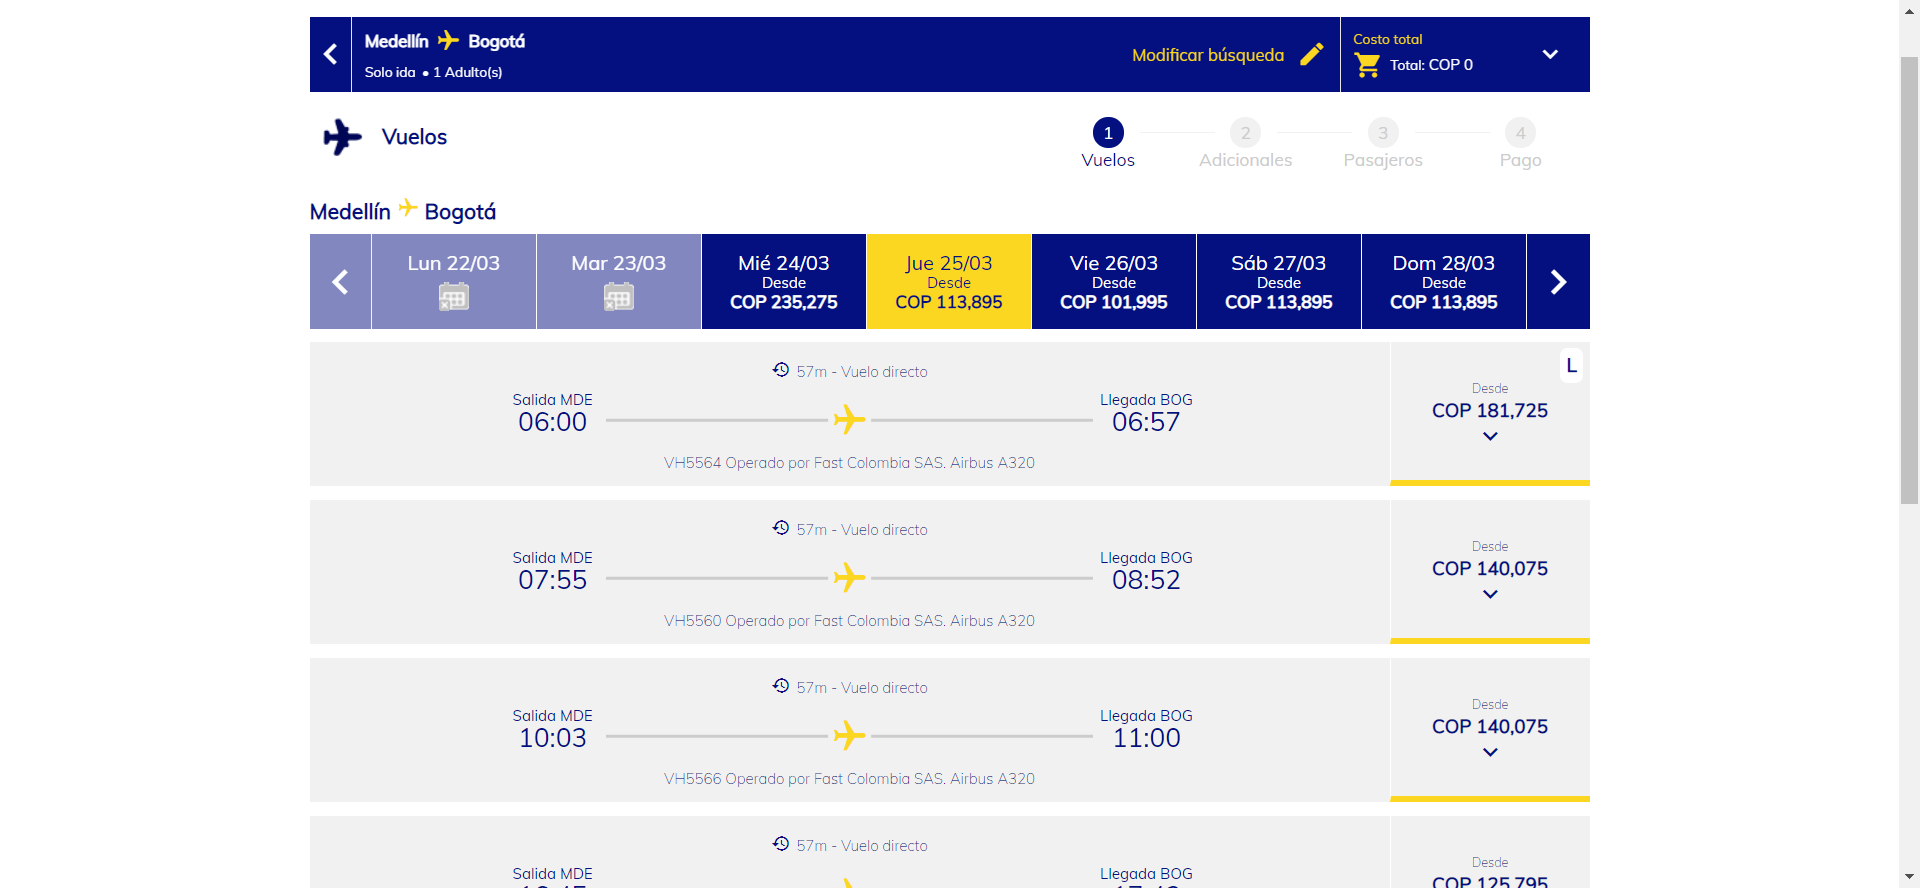 Medellín Bogotá
Solo ida • 1 Adulto(s)
Modificar búsqueda
Costo total
Total: COP 0
Vuelos
1
Vuelos
2
Adicionales
3
Pasajeros
4
Pago
Medellín Bogotá
Lun 22/03
Mar 23/03
Mié 24/03
Desde
COP 235,275
Jue 25/03
Desde
COP 113,895
Vie 26/03
Desde
COP 101,995
Sáb 27/03
Desde
COP 113,895
Dom 28/03
Desde
COP 113,895
57m - Vuelo directo
Salida MDE
06:00
Llegada BOG
06:57
VH5564 Operado por Fast Colombia SAS. Airbus A320
L
Desde
COP 181,725
57m - Vuelo directo
Salida MDE
07:55
Llegada BOG
08:52
VH5560 Operado por Fast Colombia SAS. Airbus A320
Desde
COP 140,075
57m - Vuelo directo
Salida MDE
10:03
Llegada BOG
11:00
VH5566 Operado por Fast Colombia SAS. Airbus A320
Desde
COP 140,075
57m - Vuelo directo
Salida MDE
Llegada BOG
Desde
COP 125,795